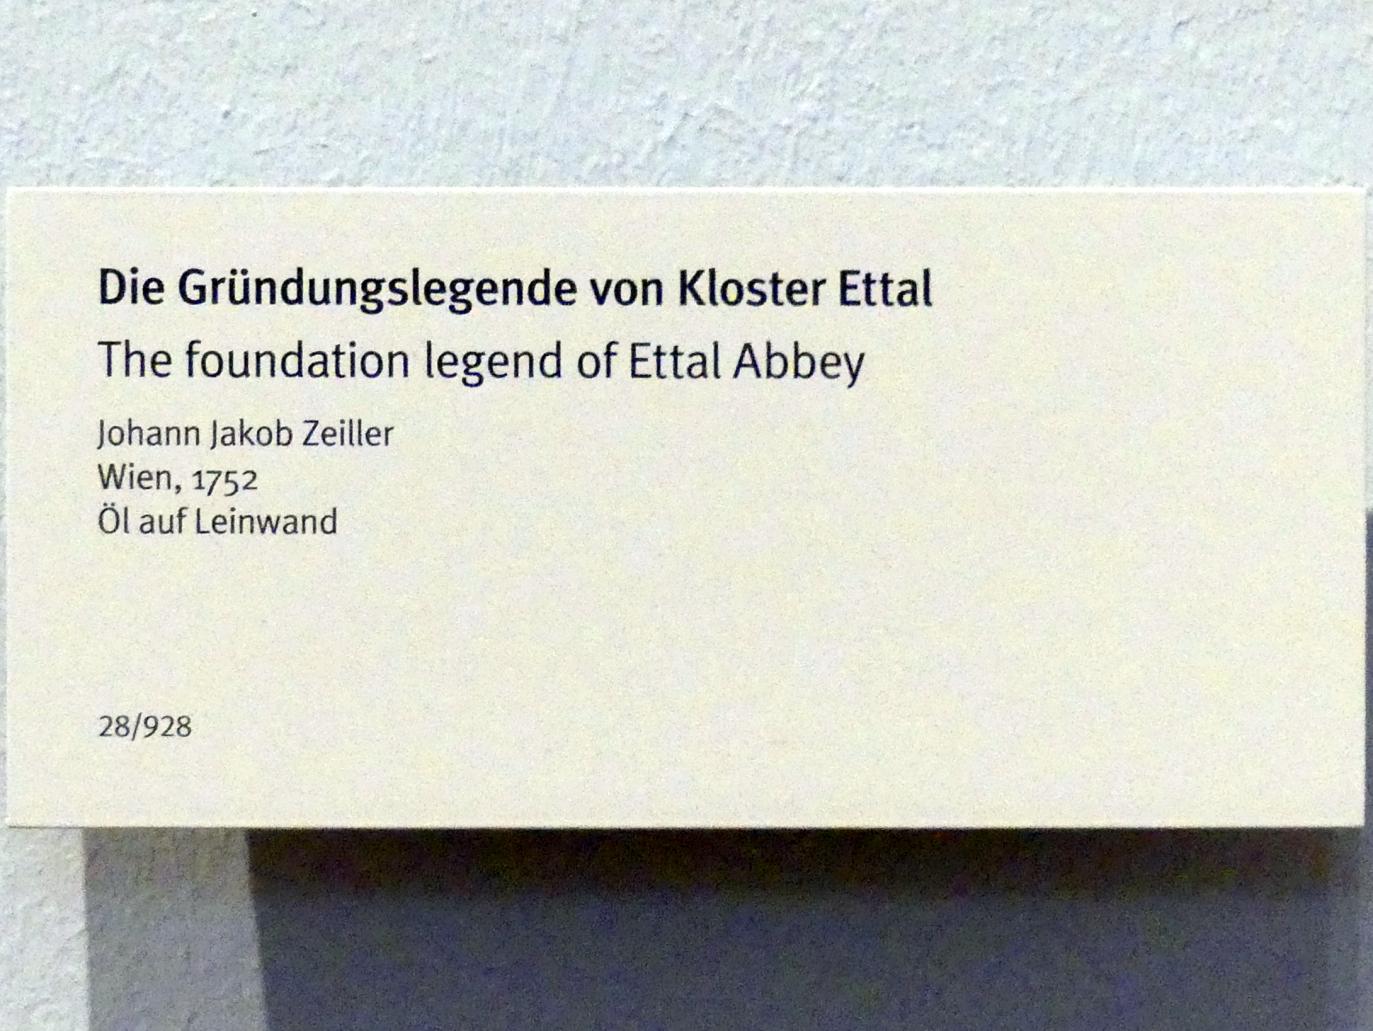 Die Gründungslegende von Kloster Ettal
The foundation legend of Ettal Abbey
Johann Jakob Zeiller
Wien, 1752
Öl auf Leinwand
28/928